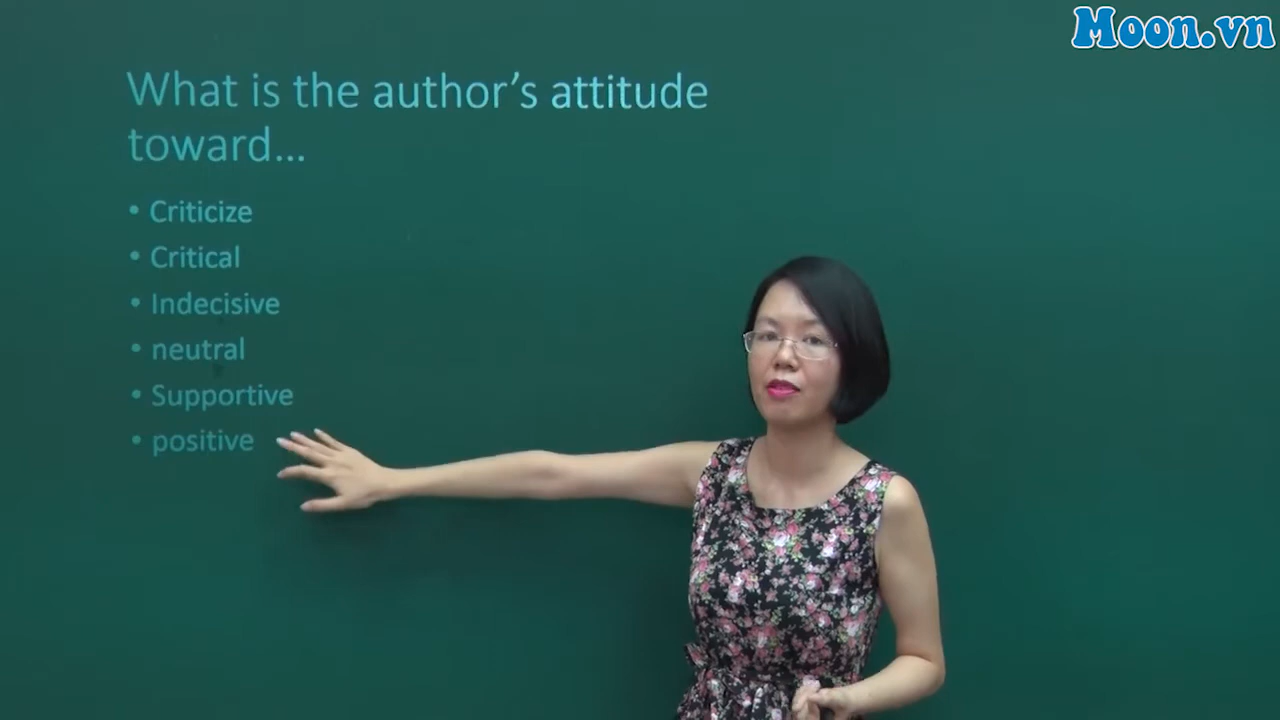 Moon.vn
What is the author's attitude
toward...
• Criticize
• Critical
• Indecisive
• neutral
• Supportive
• positive